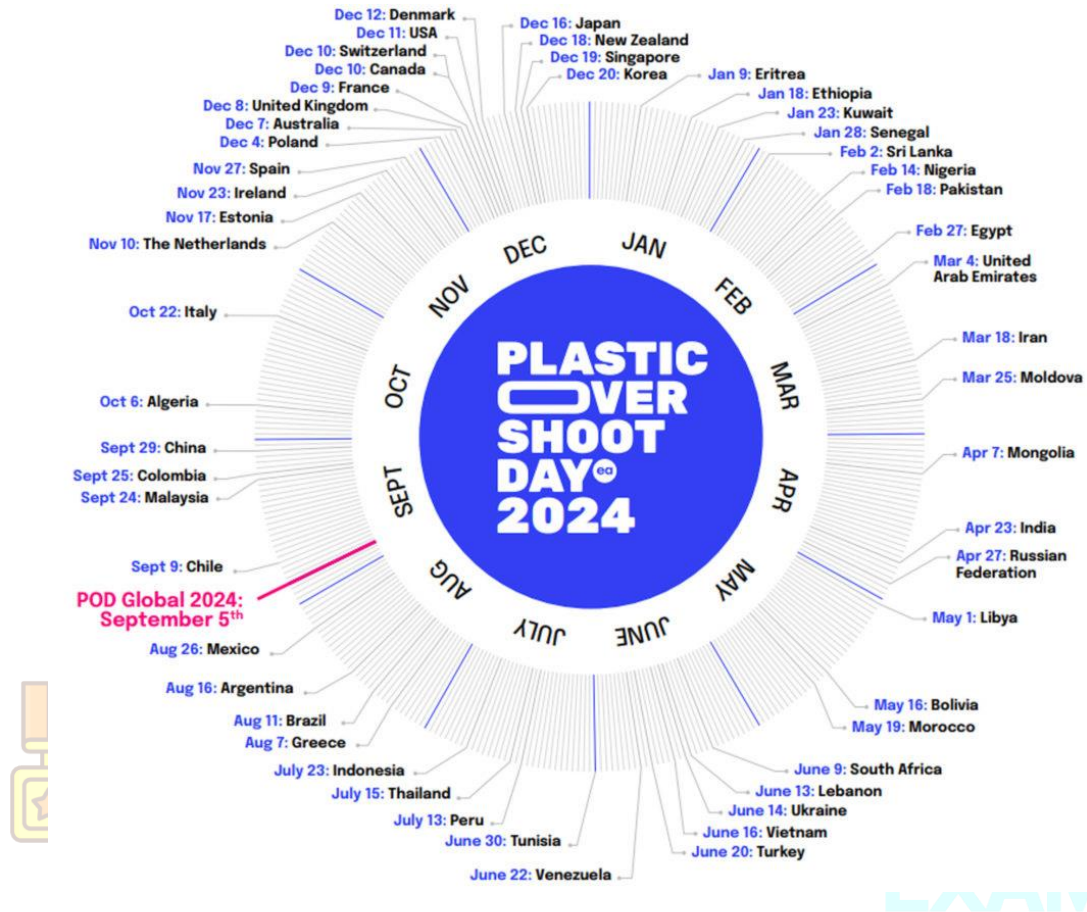 Dec 12: Denmark
Dec 11: USA
Dec 10: Switzerland
Dec 10: Canada
Dec 9: France
Dec 8: United Kingdom
Dec 7: Australia
Dec 4: Poland
Nov 27: Spain
Nov 23: Ireland
Nov 17: Estonia
Nov 10: The Netherlands
Oct 22: Italy
Oct 6: Algeria
Sept 29: China
Sept 25: Colombia
Sept 24: Malaysia
Sept 9: Chile
POD Global 2024:
September 5th
Aug 26: Mexico
Aug 16: Argentina
Aug 11: Brazil
Aug 7: Greece
July 23: Indonesia
July 15: Thailand
July 13: Peru
June 30: Tunisia
June 22: Venezuela
Dec 16: Japan
Dec 18: New Zealand
Dec 19: Singapore
Dec 20: Korea
Jan 9: Eritrea
Jan 18: Ethiopia
Jan 23: Kuwait
Jan 28: Senegal
Feb 2: Sri Lanka
Feb 14: Nigeria
Feb 18: Pakistan
Feb 27: Egypt
Mar 4: United
Arab Emirates
Mar 18: Iran
Mar 25: Moldova
Apr 7: Mongolia
Apr 23: India
Apr 27: Russian
Federation
May 1: Libya
May 16: Bolivia
May 19: Morocco
June 9: South Africa
June 13: Lebanon
June 14: Ukraine
June 16: Vietnam
June 20: Turkey
JAN
FEB
MAR
APR
MAY
JUNE
JULY
AUG
SEPT
OCT
NOV
DEC
PLASTIC
OVER
SHOOT
DAY ea
2024